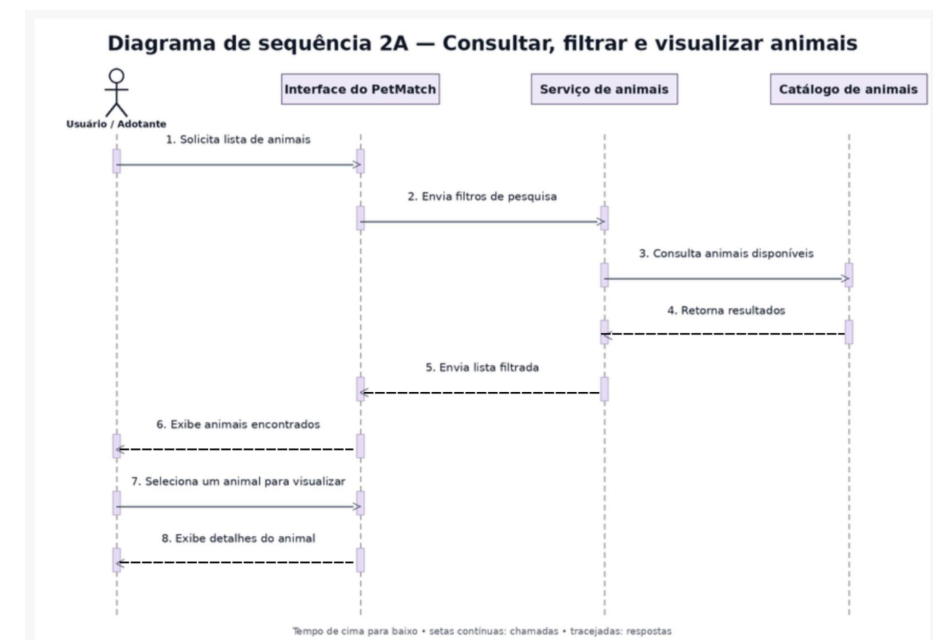 Diagrama de sequência 2A — Consultar, filtrar e visualizar animais
Usuário / Adotante
Interface do PetMatch
Serviço de animais
Catálogo de animais
1. Solicita lista de animais
2. Envia filtros de pesquisa
3. Consulta animais disponíveis
4. Retorna resultados
5. Envia lista filtrada
6. Exibe animais encontrados
7. Seleciona um animal para visualizar
8. Exibe detalhes do animal
Tempo de cima para baixo • setas contínuas: chamadas • tracejadas: respostas